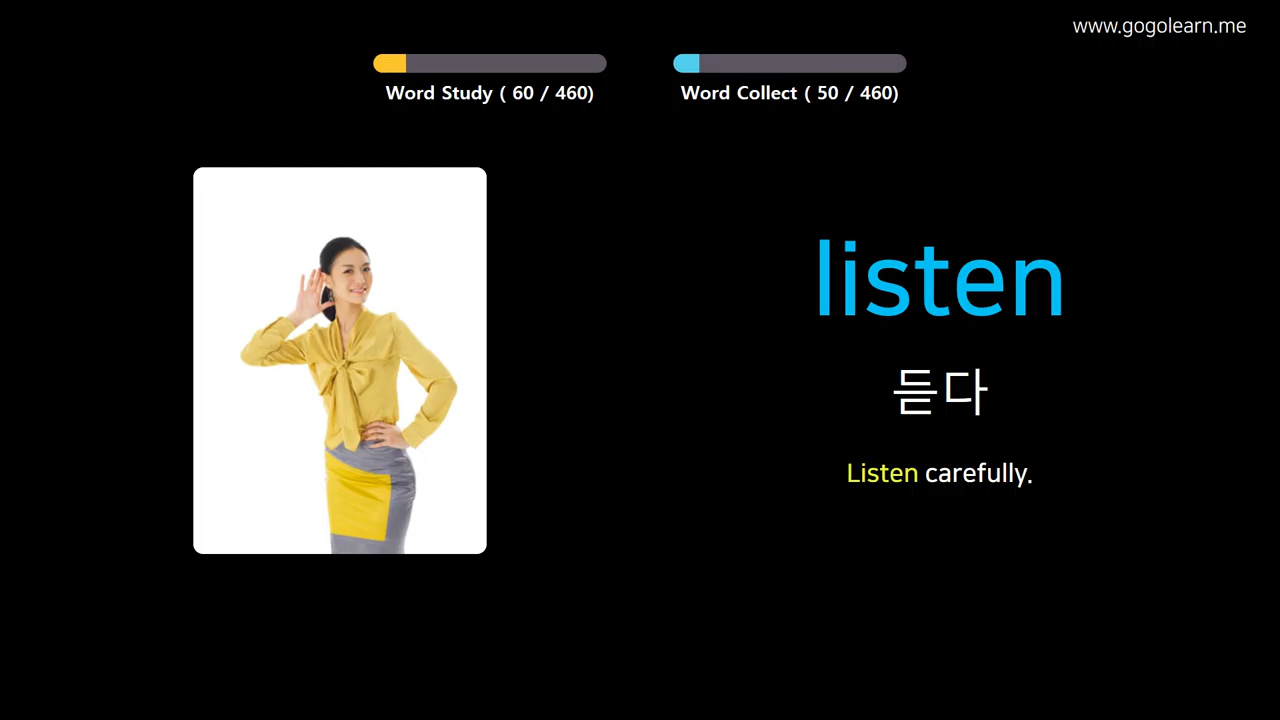 www.gogolearn.me
Word Study ( 60 / 460)
Word Collect ( 50 / 460)
listen
듣다
Listen carefully.